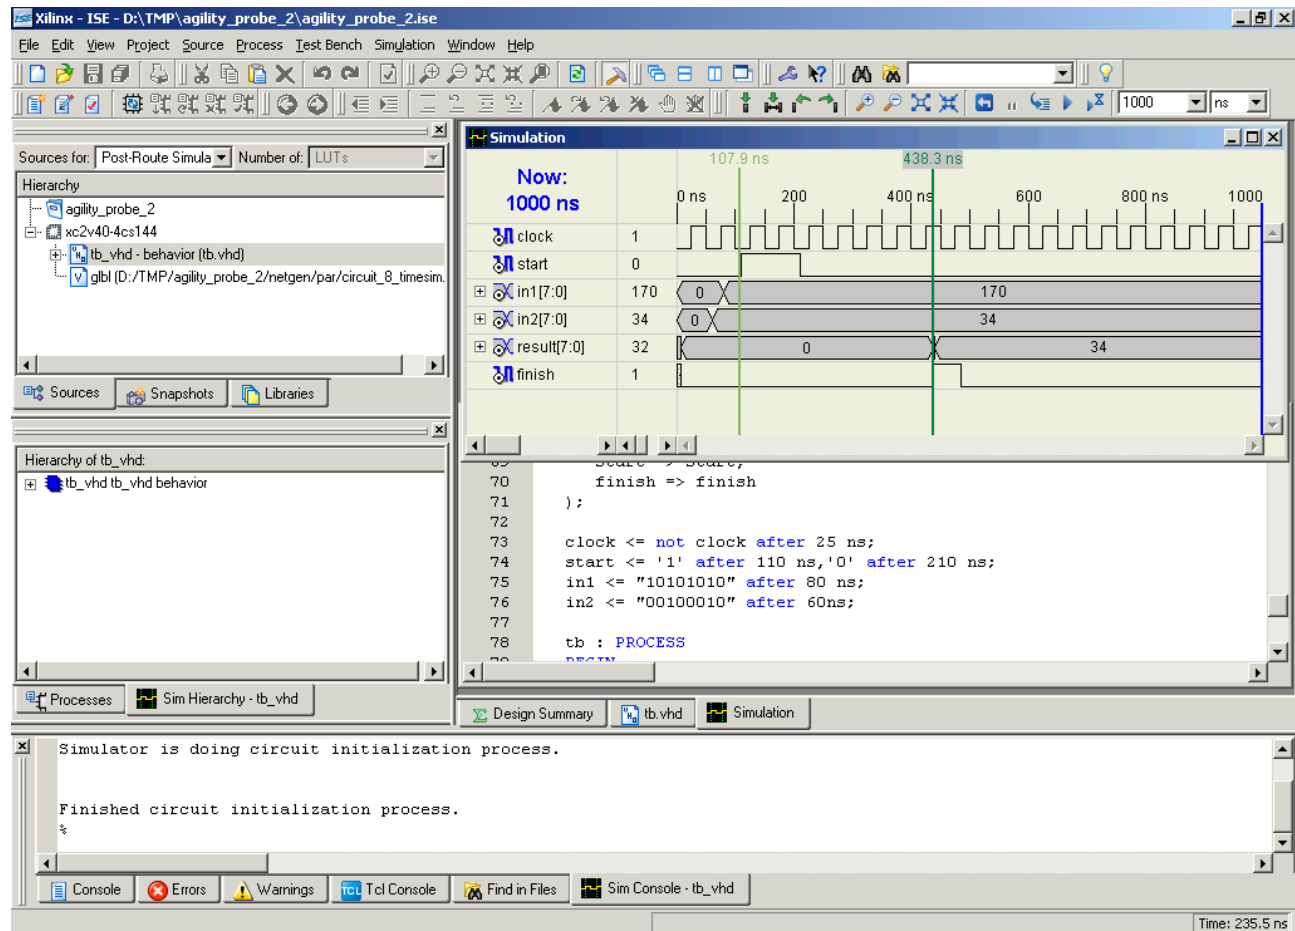 Xilinx - ISE - D:\TMP\agility_probe_2\agility_probe_2.ise
File Edit View Project Source Process Test Bench Simulation Window Help
1000 ns
Sources for: Post-Route Simula Number of: LUTs
Hierarchy
agility_probe_2
xc2v40-4cs144
tb_vhd - behavior (tb.vhd)
glbl (D:/TMP/agility_probe_2/netgen/par/circuit_8_timesim.
Sources Snapshots Libraries
Hierarchy of tb_vhd:
tb_vhd tb_vhd behavior
Processes Sim Hierarchy - tb_vhd
Simulation
107.9 ns 438.3 ns
Now:
1000 ns
0 ns 200 400 ns 600 800 ns 1000
clock 1
start 0
in1[7:0] 170 0 170
in2[7:0] 34 0 34
result[7:0] 32 0 34
finish 1
69 start => start,
70 finish => finish
71 );
72
73 clock <= not clock after 25 ns;
74 start <= '1' after 110 ns,'0' after 210 ns;
75 in1 <= "10101010" after 80 ns;
76 in2 <= "00100010" after 60ns;
77
78 tb : PROCESS
79 BEGIN
Design Summary tb.vhd Simulation
Simulator is doing circuit initialization process.
Finished circuit initialization process.
%
Console Errors Warnings TCL Tcl Console Find in Files Sim Console - tb_vhd
Time: 235.5 ns